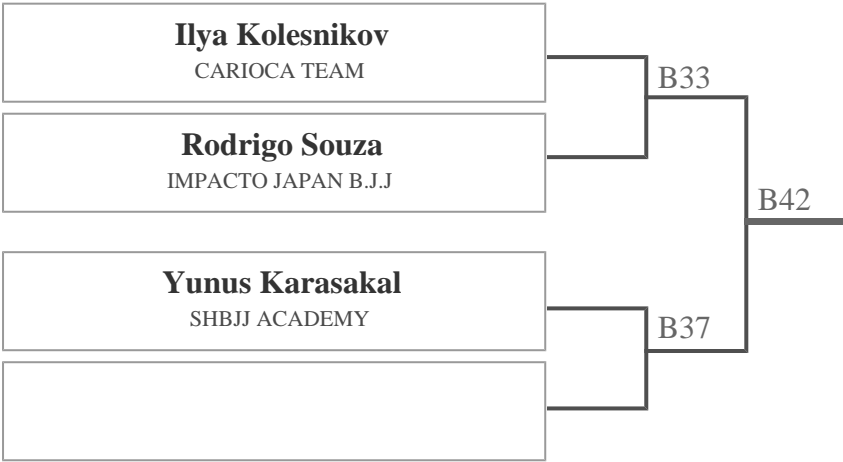 Ilya Kolesnikov
CARIOCA TEAM
B33
Rodrigo Souza
IMPACTO JAPAN B.J.J
B42
Yunus Karasakal
SHBJJ ACADEMY
B37